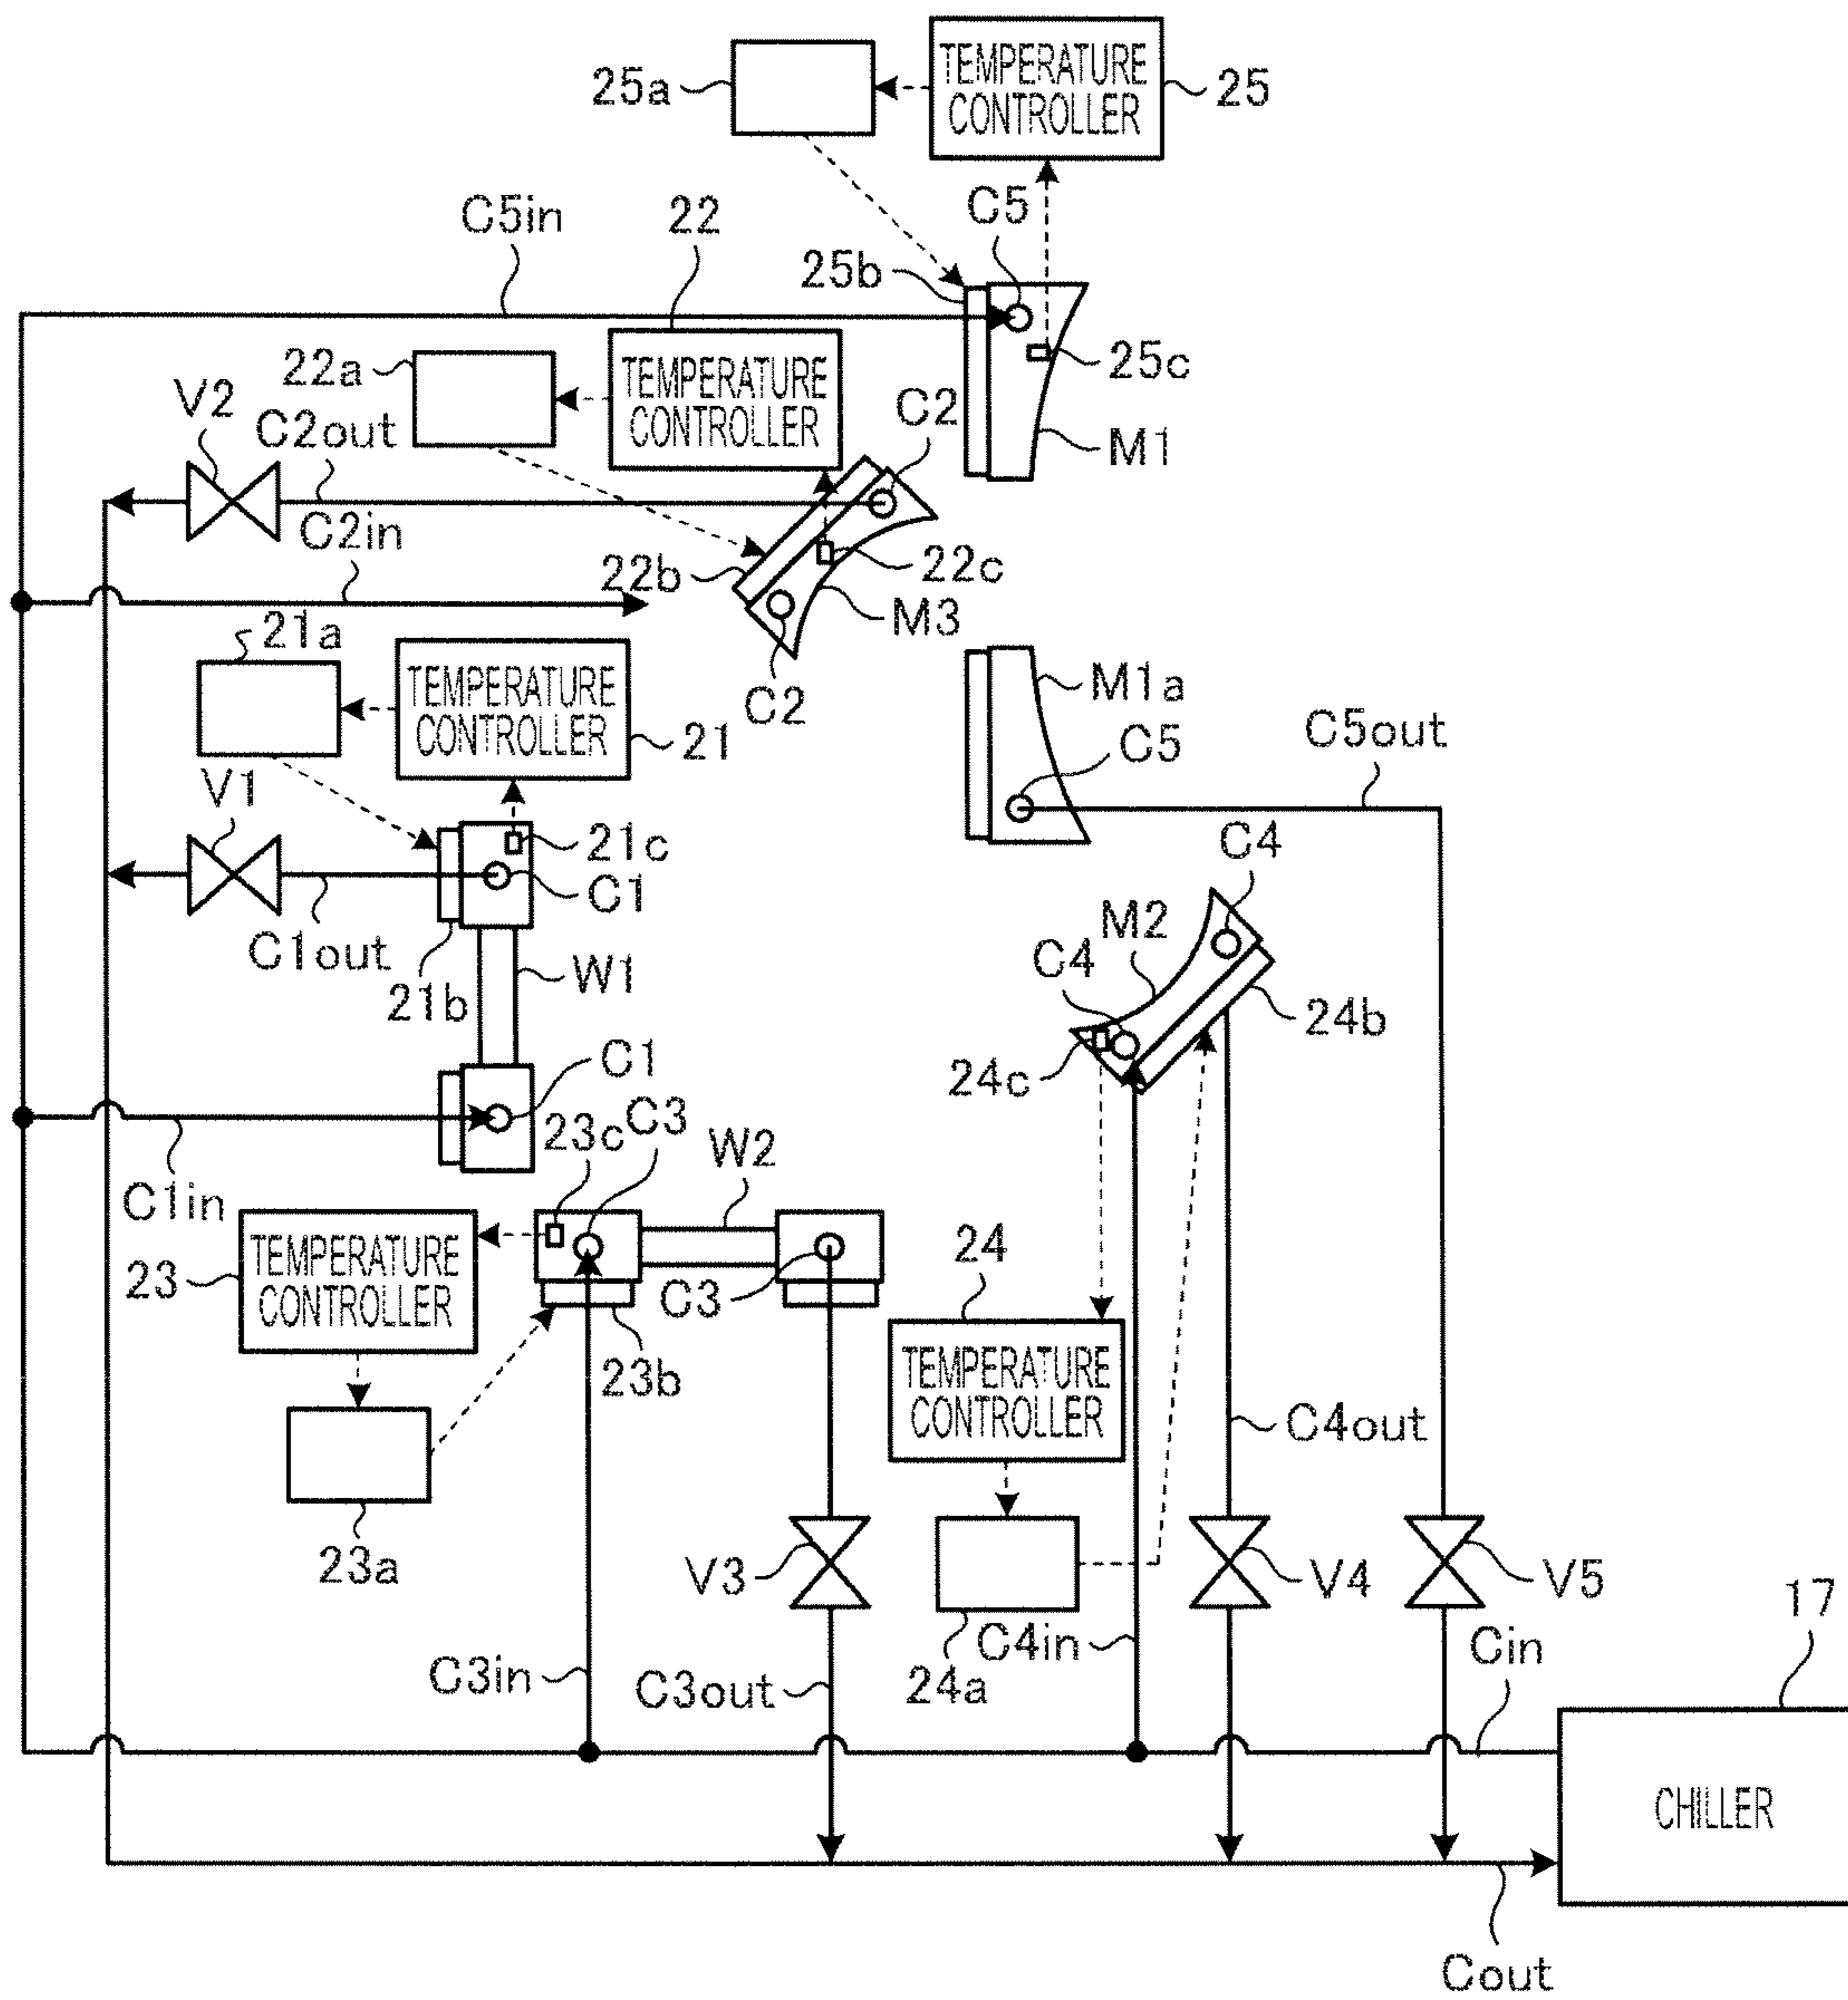 25a
TEMPERATURE
CONTROLLER
25
C5in
22
C5
25b
22a
TEMPERATURE
CONTROLLER
25c
V2
C2out
C2
M1
C2in
22b
22c
M3
21a
TEMPERATURE
CONTROLLER
21
C2
M1a
C5
C5out
V1
21c
C1
C4
C1out
21b
W1
M2
C4
24b
24c
C1
23c
C3
W2
C1in
23
TEMPERATURE
CONTROLLER
C3
24
23b
TEMPERATURE
CONTROLLER
C4out
23a
V3
V4
V5
17
C3in
C3out
24a
C4in
Cin
CHILLER
Cout